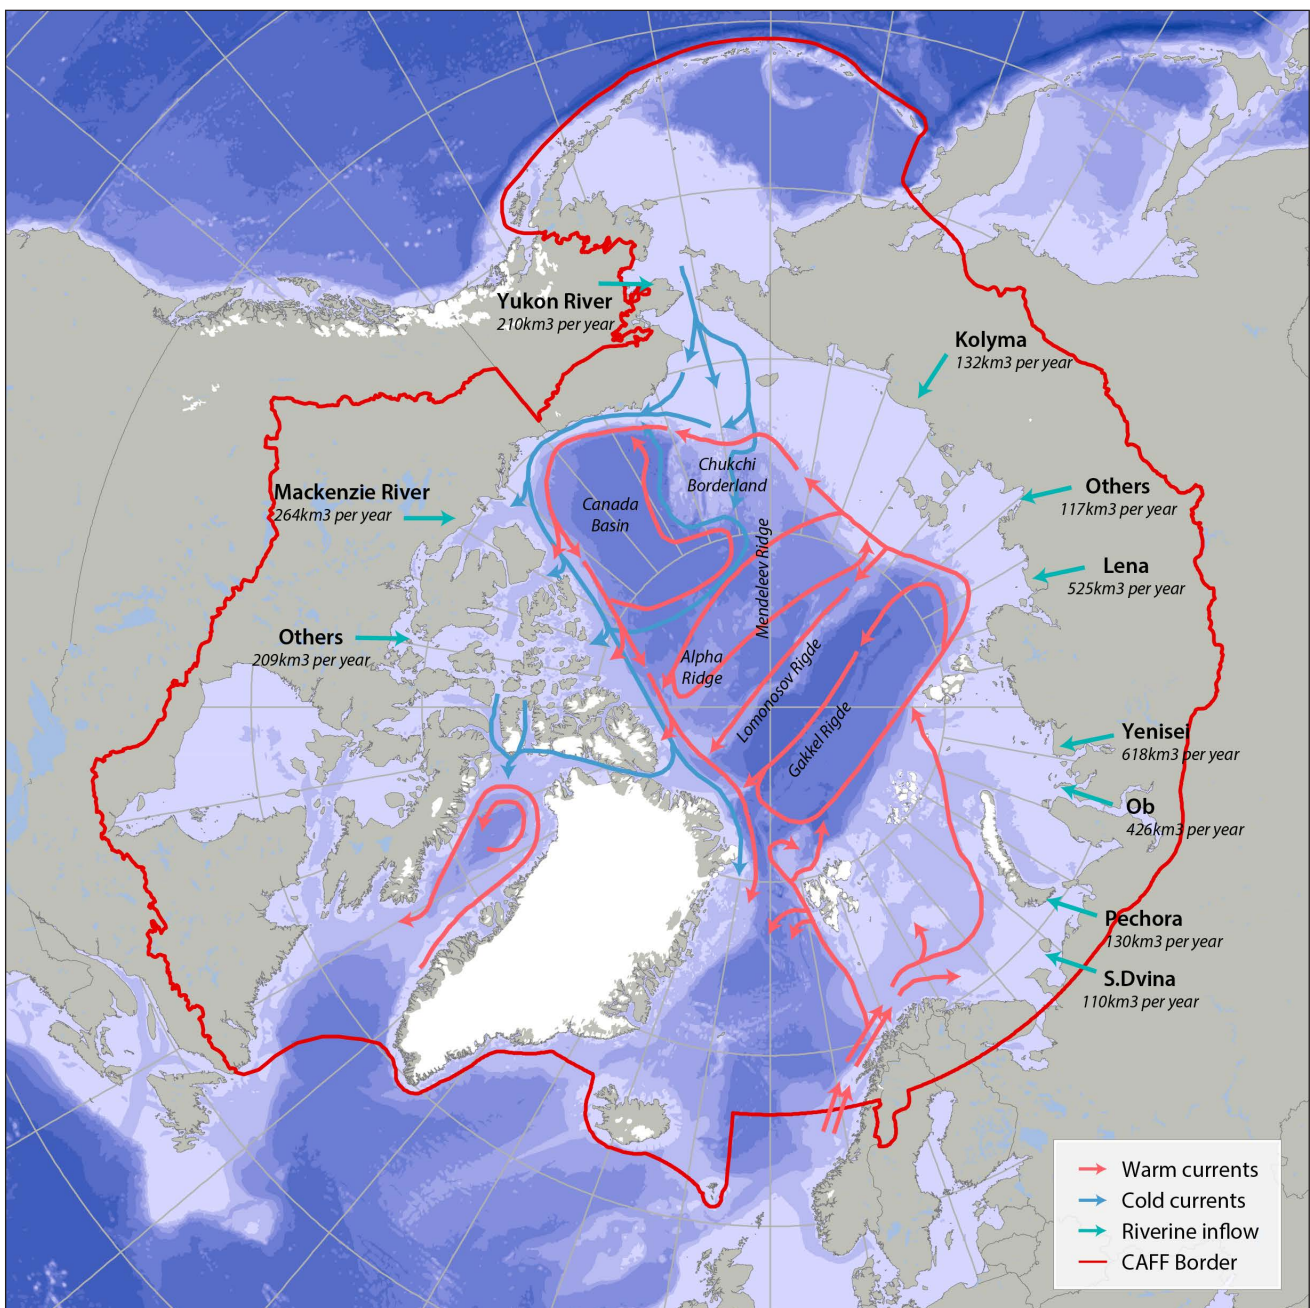 Yukon River
210km3 per year
Kolyma
132km3 per year
Chukchi
Borderland
Mackenzie River
264km3 per year
Canada
Basin
Others
117km3 per year
Mendeleev Ridge
Lena
525km3 per year
Others
209km3 per year
Alpha
Ridge
Lomonosov Rigde
Gakkel Rigde
Yenisei
618km3 per year
Ob
426km3 per year
Pechora
130km3 per year
S.Dvina
110km3 per year
Warm currents
Cold currents
Riverine inflow
CAFF Border